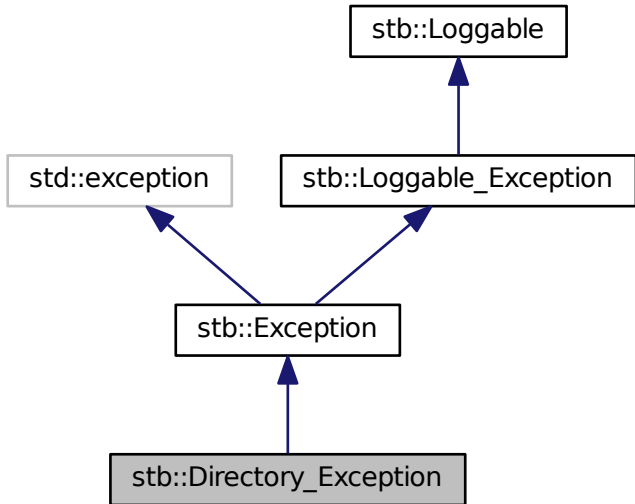 stb::Loggable
std::exception
stb::Loggable_Exception
stb::Exception
stb::Directory_Exception